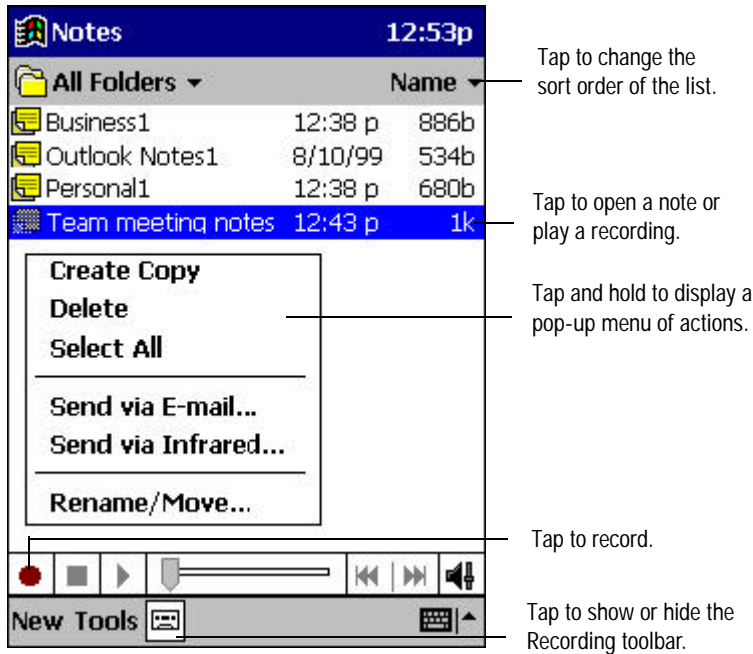 Notes 12:53p
All Folders Name
Business1 12:38 p 886b
Outlook Notes1 8/10/99 534b
Personal1 12:38 p 680b
Team meeting notes 12:43 p 1k
Create Copy
Delete
Select All
Send via E-mail...
Send via Infrared...
Rename/Move...
New Tools
Tap to change the
sort order of the list.
Tap to open a note or
play a recording.
Tap and hold to display a
pop-up menu of actions.
Tap to record.
Tap to show or hide the
Recording toolbar.